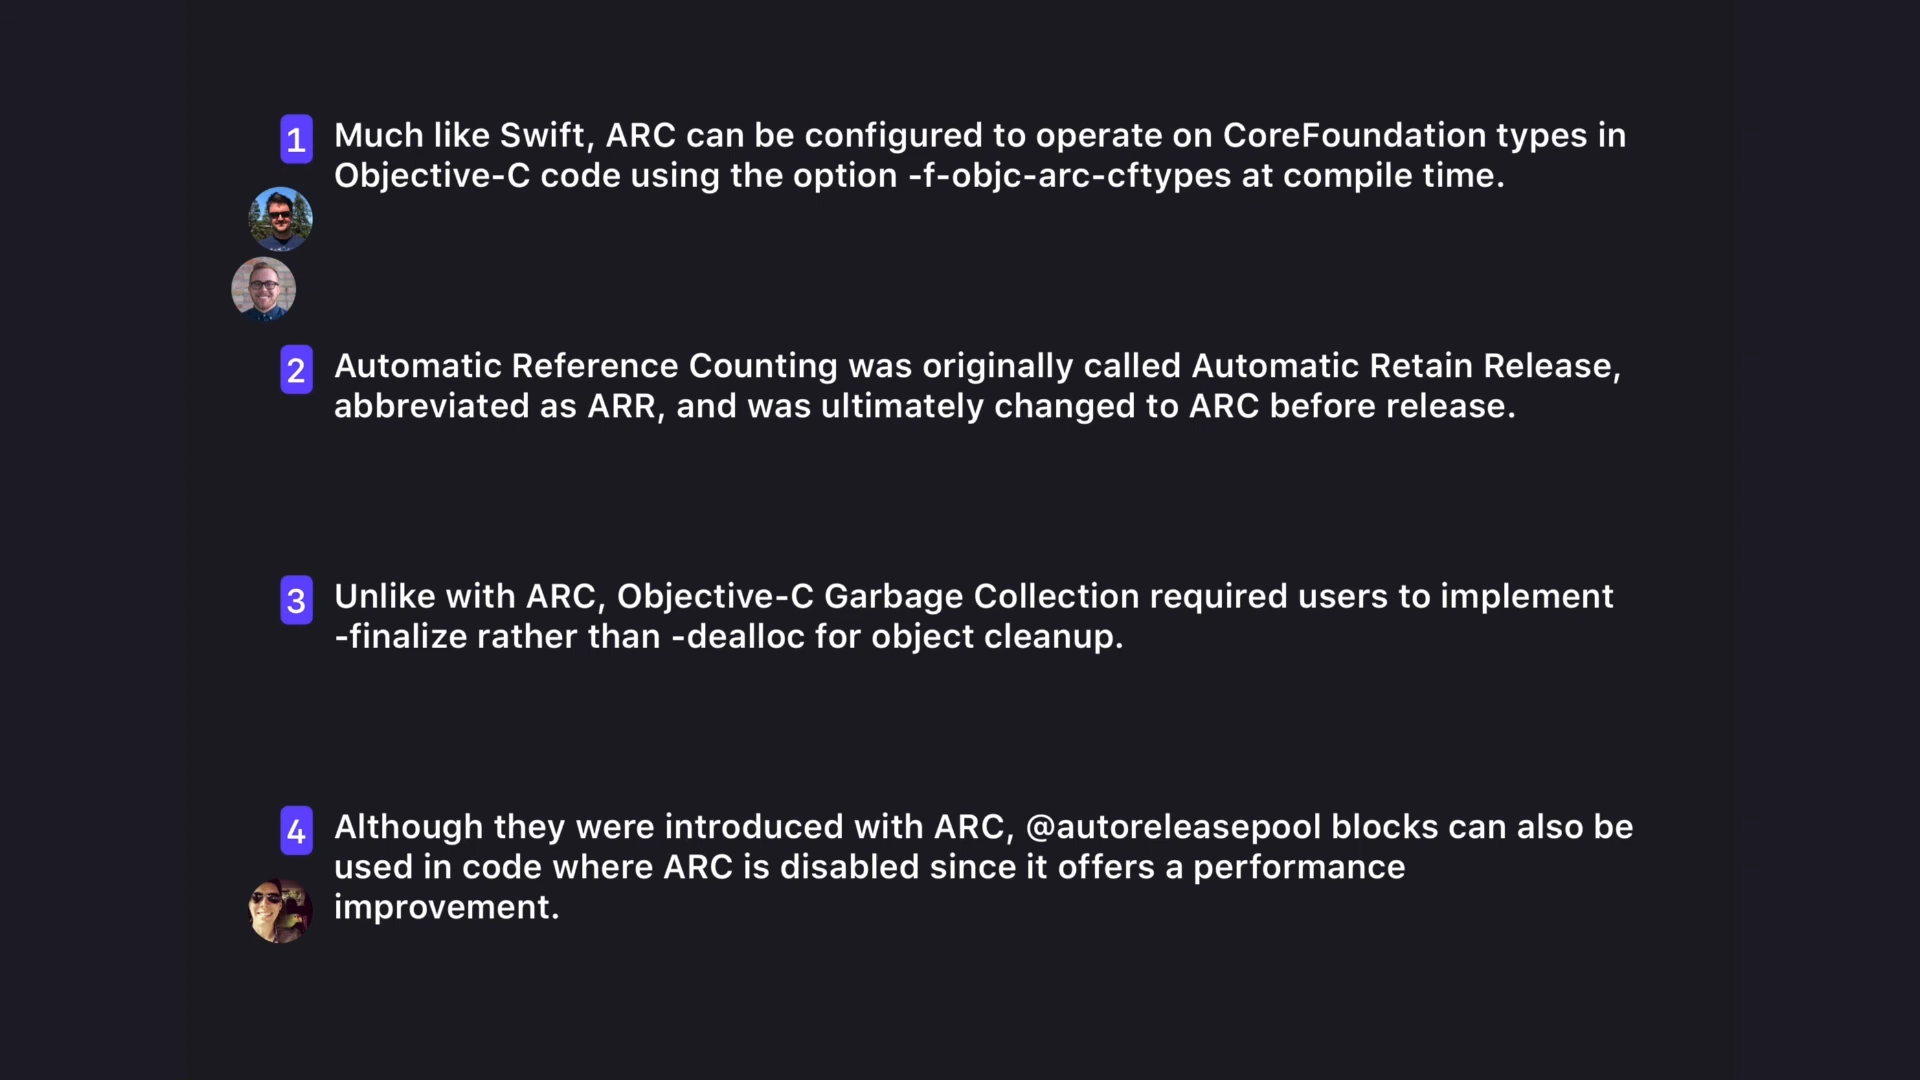 1 Much like Swift, ARC can be configured to operate on CoreFoundation types in
Objective-C code using the option -f-objc-arc-cftypes at compile time.
2 Automatic Reference Counting was originally called Automatic Retain Release,
abbreviated as ARR, and was ultimately changed to ARC before release.
3 Unlike with ARC, Objective-C Garbage Collection required users to implement
-finalize rather than -dealloc for object cleanup.
4 Although they were introduced with ARC, @autoreleasepool blocks can also be
used in code where ARC is disabled since it offers a performance
improvement.